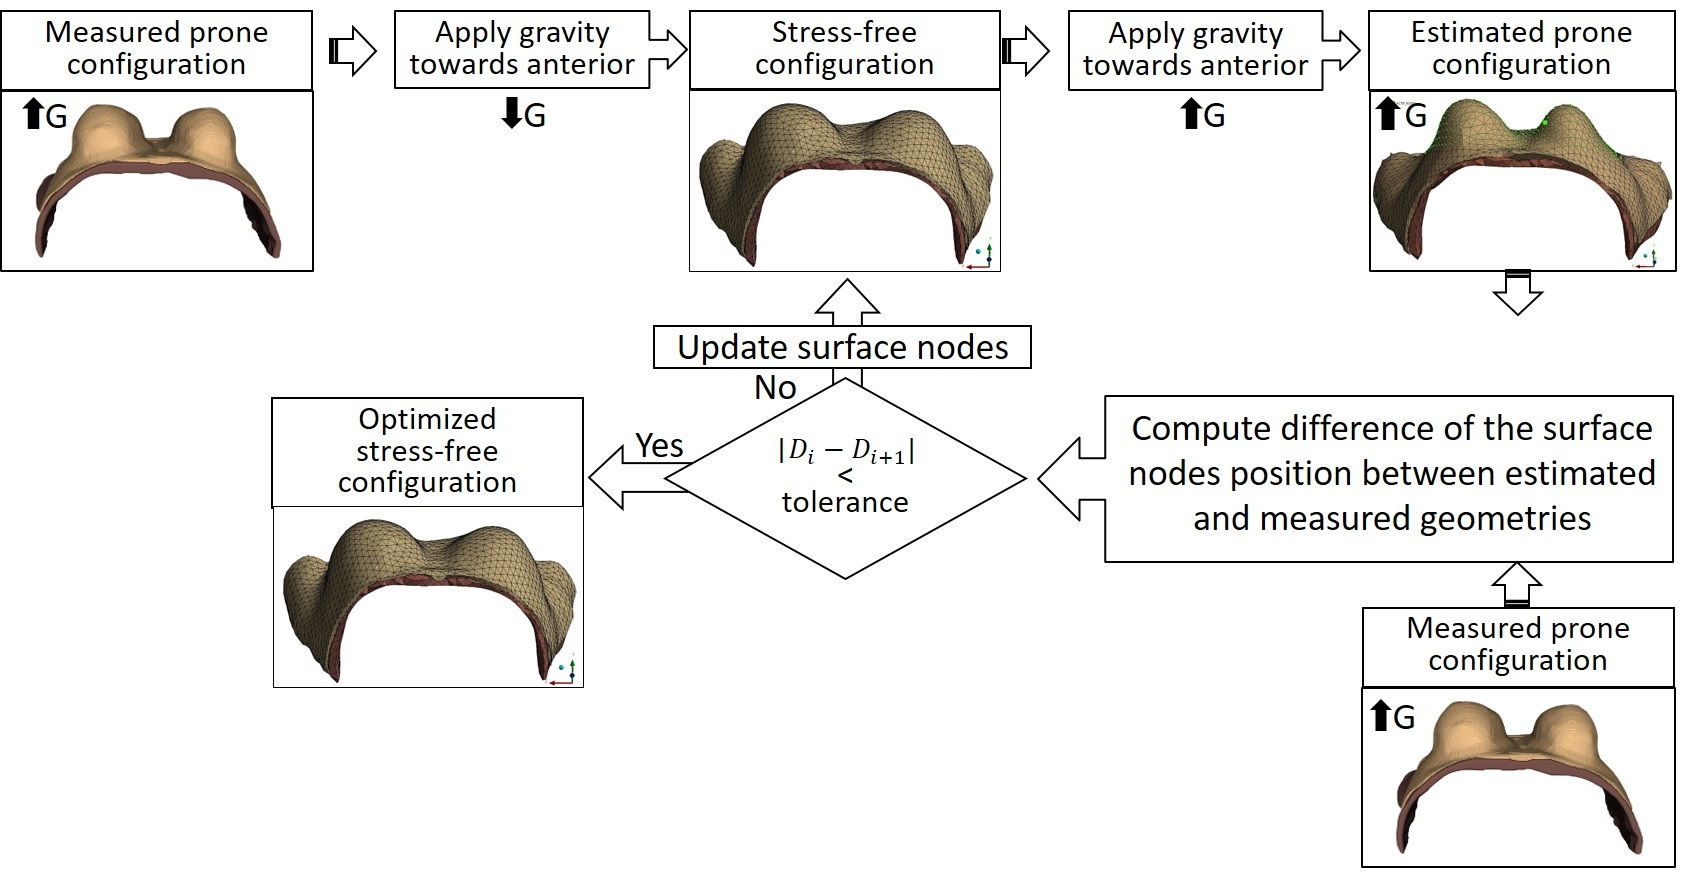 Measured prone
configuration
G
Apply gravity
towards anterior
G
Stress-free
configuration
Apply gravity
towards anterior
G
Estimated prone
configuration
G
Update surface nodes
No
|D_i − D_{i+1}|
<
tolerance
Yes
Optimized
stress-free
configuration
Compute difference of the surface
nodes position between estimated
and measured geometries
Measured prone
configuration
G